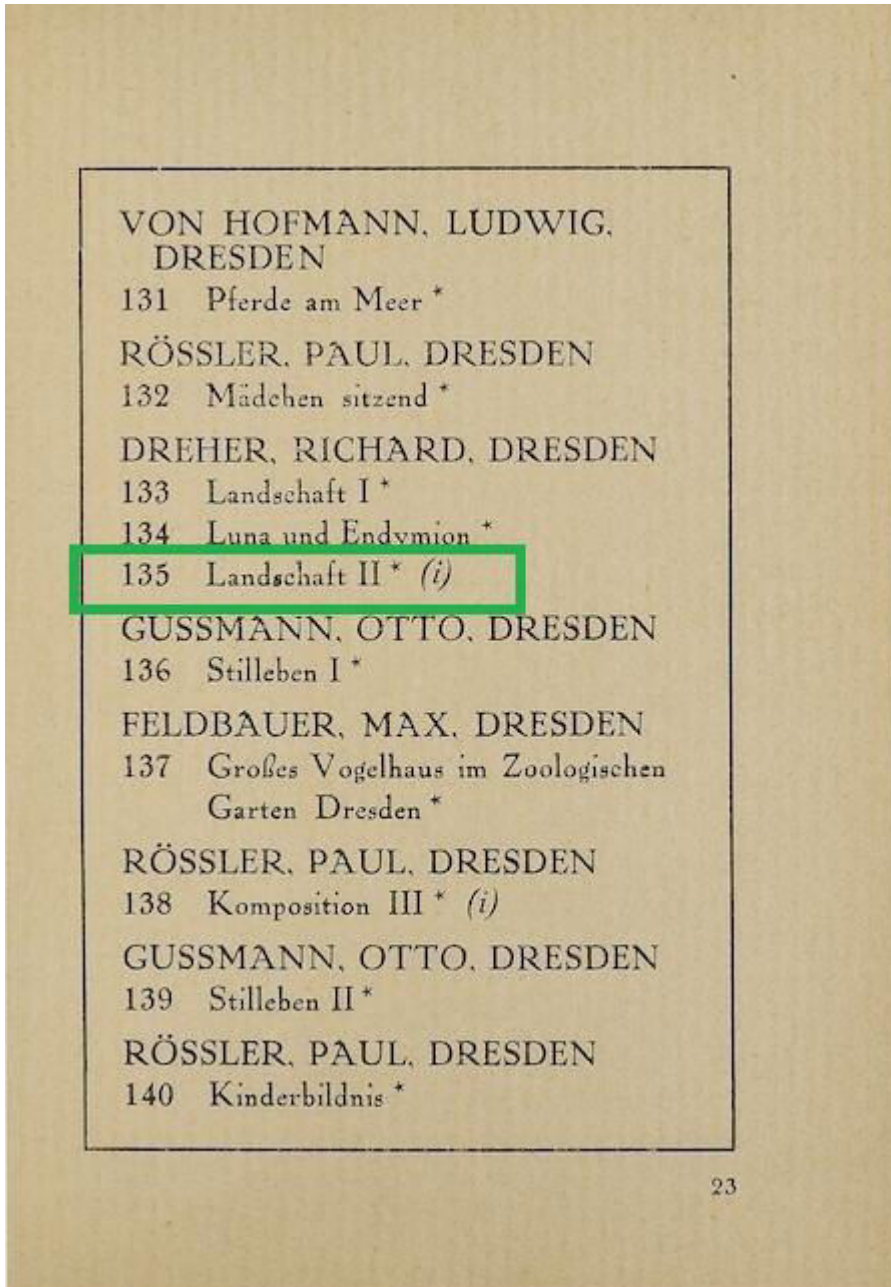 VON HOFMANN, LUDWIG,
DRESDEN
131 Pferde am Meer *
RÖSSLER, PAUL, DRESDEN
132 Mädchen sitzend *
DREHER, RICHARD, DRESDEN
133 Landschaft I *
134 Luna und Endymion *
135 Landschaft II * (i)
GUSSMANN, OTTO, DRESDEN
136 Stilleben I *
FELDBAUER, MAX, DRESDEN
137 Großes Vogelhaus im Zoologischen
Garten Dresden *
RÖSSLER, PAUL, DRESDEN
138 Komposition III * (i)
GUSSMANN, OTTO, DRESDEN
139 Stilleben II *
RÖSSLER, PAUL, DRESDEN
140 Kinderbildnis *
23